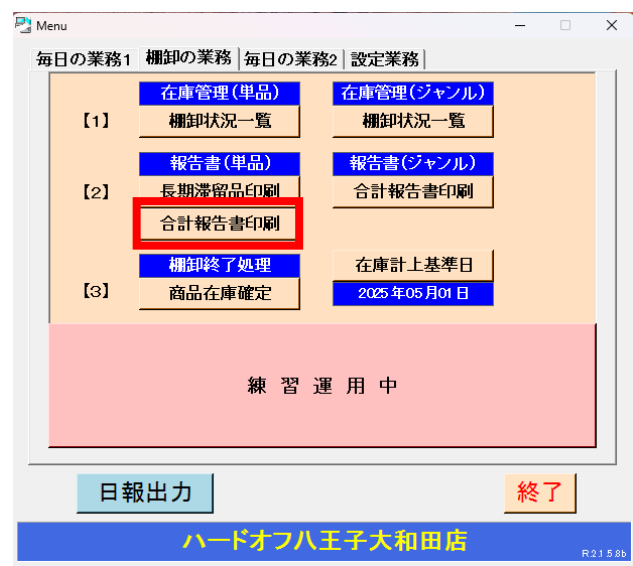 Menu
毎日の業務1 棚卸の業務 毎日の業務2 設定業務
在庫管理(単品) 在庫管理(ジャンル)
【1】 棚卸状況一覧 棚卸状況一覧
報告書(単品) 報告書(ジャンル)
【2】 長期滞留品印刷 合計報告書印刷
合計報告書印刷
棚卸終了処理 在庫計上基準日
【3】 商品在庫確定 2025年05月01日
練習運用中
日報出力 終了
ハードオフ八王子大和田店
R.2.1.5.8b